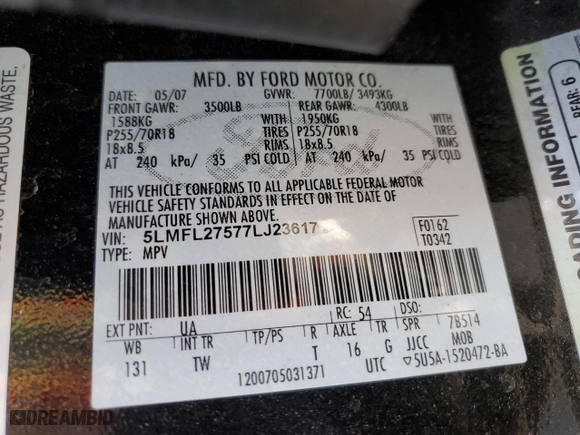 MFD. BY FORD MOTOR CO.
DATE: 05/07 GVWR: 7700LB/ 3493KG
FRONT GAWR: 3500LB REAR GAWR: 4300LB
1588KG WITH 1950KG WITH
P255/70R18 TIRES P255/70R18 TIRES
18x8.5 RIMS 18x8.5 RIMS
AT 240 kPa/ 35 PSI COLD AT 240 kPa/ 35 PSI COLD
Ford
THIS VEHICLE CONFORMS TO ALL APPLICABLE FEDERAL MOTOR
VEHICLE SAFETY STANDARDS IN EFFECT ON THE DATE OF
MANUFACTURE SHOWN ABOVE.
VIN: 5LMFL27577LJ23617
TYPE: MPV
F0162
T0342
EXT PNT: UA RC: 54 DSO:
WB INT TR TP/PS R AXLE TR SPR 7B514
131 TW T 16 G JJCC MOB
1200705031371 UTC ▽5U5A-1520472-BA
HAZARDOUS WASTE.
ADING INFORMATION
REAR: 6
DREAMBID